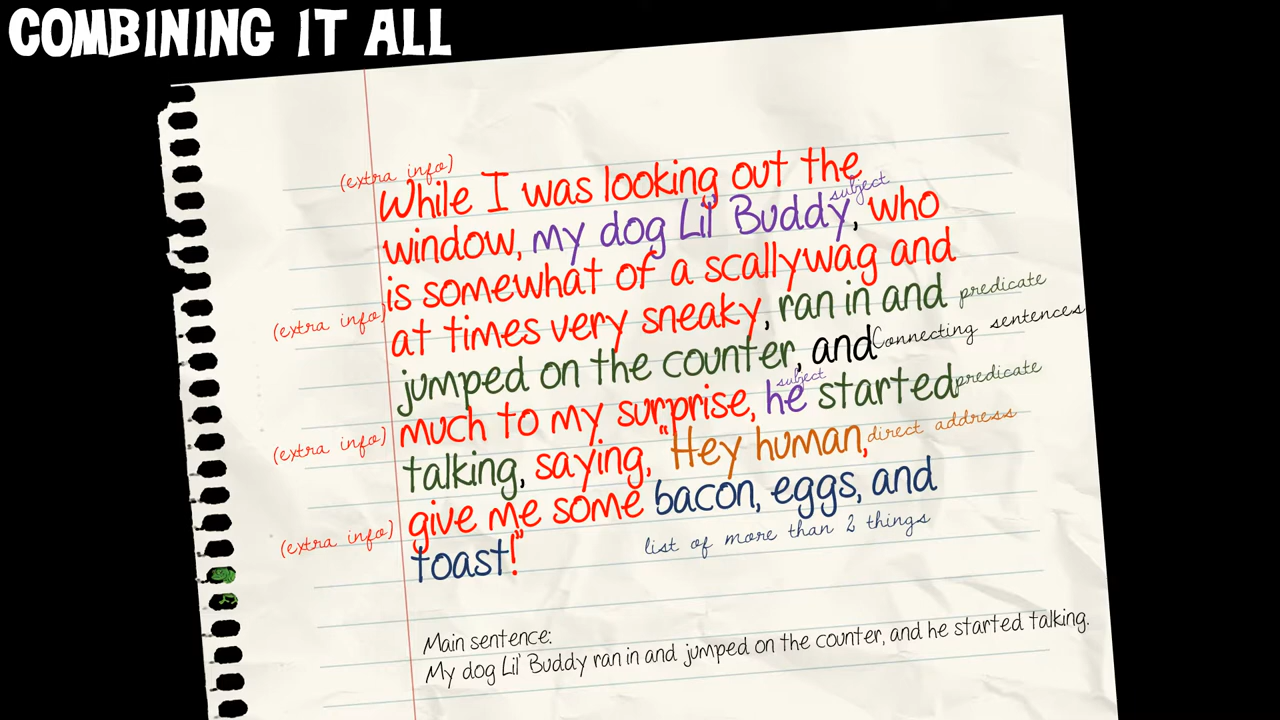 COMBINING IT ALL
(extra info)
While I was looking out the
subject
window, my dog Lil' Buddy, who
is somewhat of a scallywag and
(extra info)
at times very sneaky, ran in and predicate
jumped on the counter, and Connecting sentences
subject
much to my surprise, he started predicate
(extra info)
talking, saying, "Hey human, direct address
give me some bacon, eggs, and
(extra info)
toast!"
list of more than 2 things
Main sentence:
My dog Lil' Buddy ran in and jumped on the counter, and he started talking.